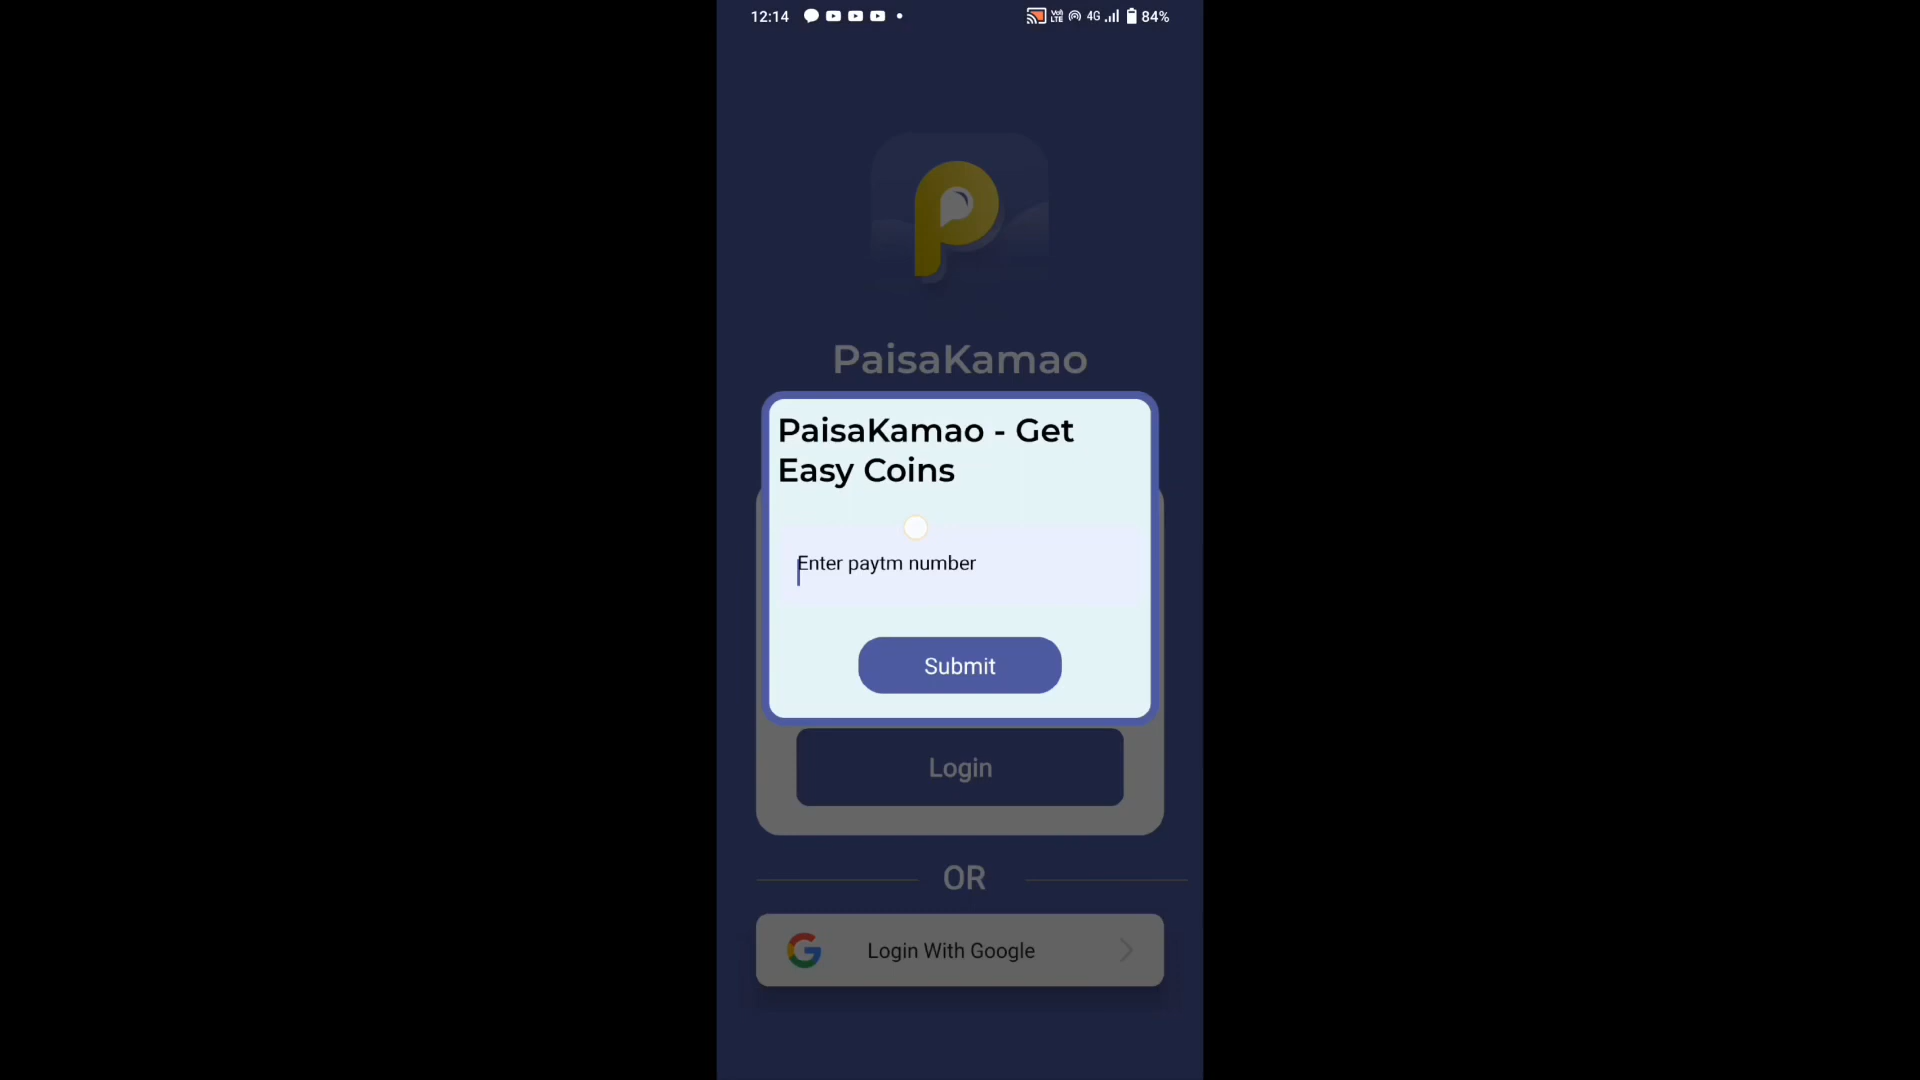 12:14
4G 84%
PaisaKamao
PaisaKamao - Get
Easy Coins
Enter paytm number
Submit
Login
OR
Login With Google